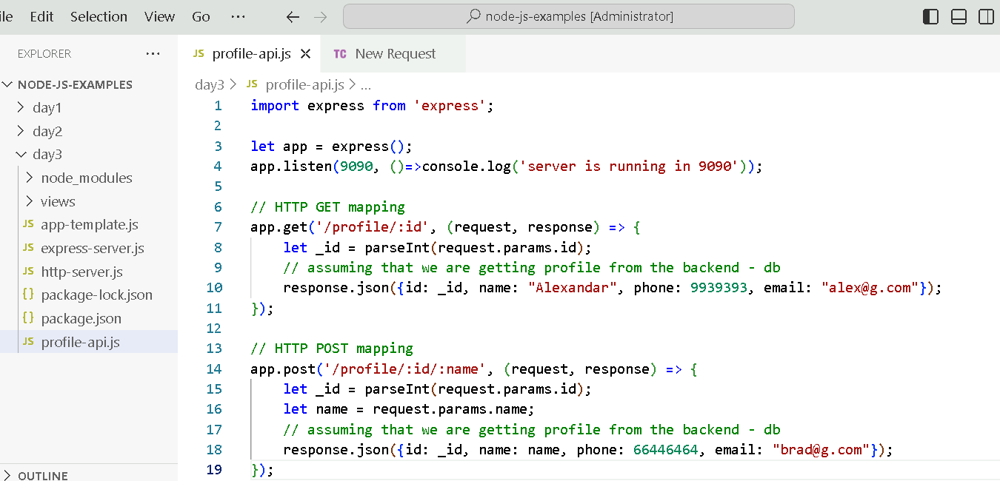 ile Edit Selection View Go ··· node-js-examples [Administrator]
EXPLORER ···
NODE-JS-EXAMPLES
day1
day2
day3
node_modules
views
JS app-template.js
JS express-server.js
JS http-server.js
{} package-lock.json
{} package.json
JS profile-api.js
OUTLINE
JS profile-api.js TC New Request
day3 > JS profile-api.js > ...
1 import express from 'express';
2
3 let app = express();
4 app.listen(9090, ()=>console.log('server is running in 9090'));
5
6 // HTTP GET mapping
7 app.get('/profile/:id', (request, response) => {
8     let _id = parseInt(request.params.id);
9     // assuming that we are getting profile from the backend - db
10     response.json({id: _id, name: "Alexandar", phone: 9939393, email: "alex@g.com"});
11 });
12
13 // HTTP POST mapping
14 app.post('/profile/:id/:name', (request, response) => {
15     let _id = parseInt(request.params.id);
16     let name = request.params.name;
17     // assuming that we are getting profile from the backend - db
18     response.json({id: _id, name: name, phone: 66446464, email: "brad@g.com"});
19 });